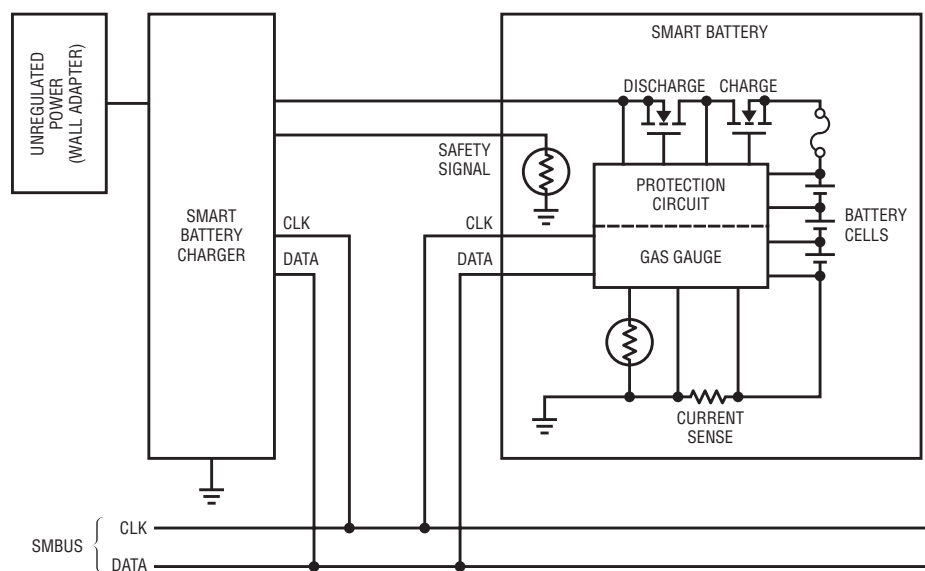 UNREGULATED
POWER
(WALL ADAPTER)
SMART
BATTERY
CHARGER
SMART BATTERY
DISCHARGE
CHARGE
SAFETY
SIGNAL
PROTECTION
CIRCUIT
GAS GAUGE
BATTERY
CELLS
CLK
DATA
CLK
DATA
CURRENT
SENSE
SMBUS
CLK
DATA